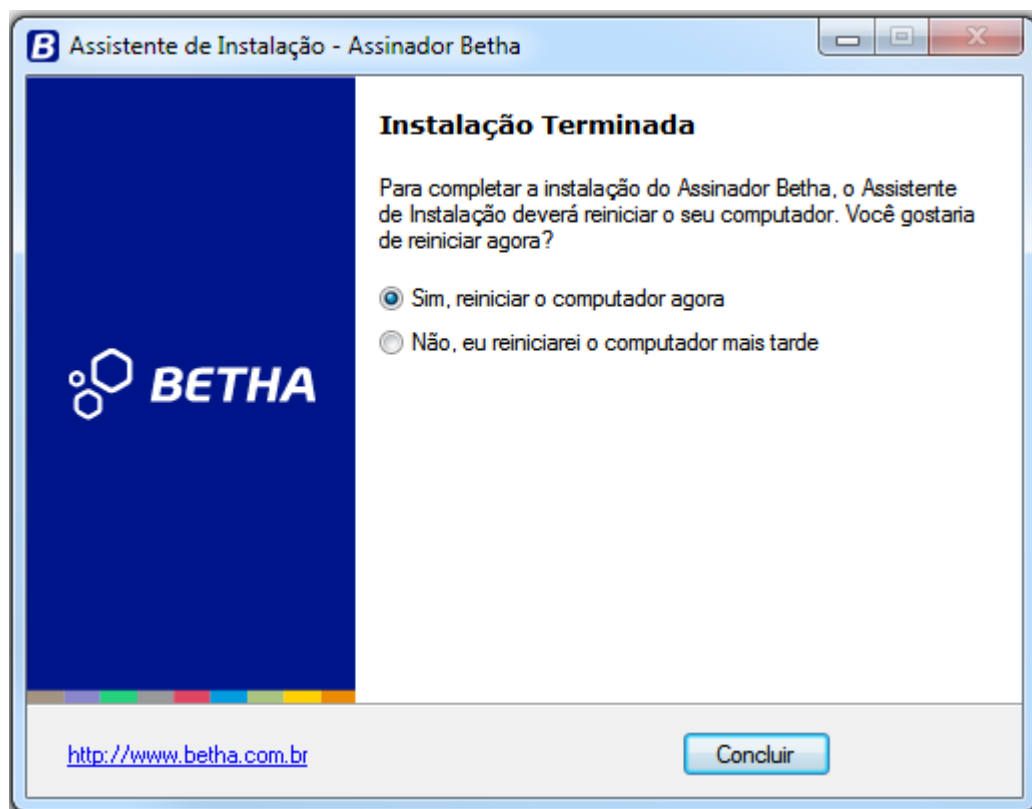 B Assistente de Instalação - Assinador Betha
Instalação Terminada
Para completar a instalação do Assinador Betha, o Assistente
de Instalação deverá reiniciar o seu computador. Você gostaria
de reiniciar agora?
Sim, reiniciar o computador agora
Não, eu reiniciarei o computador mais tarde
BETHA
http://www.betha.com.br
Concluir